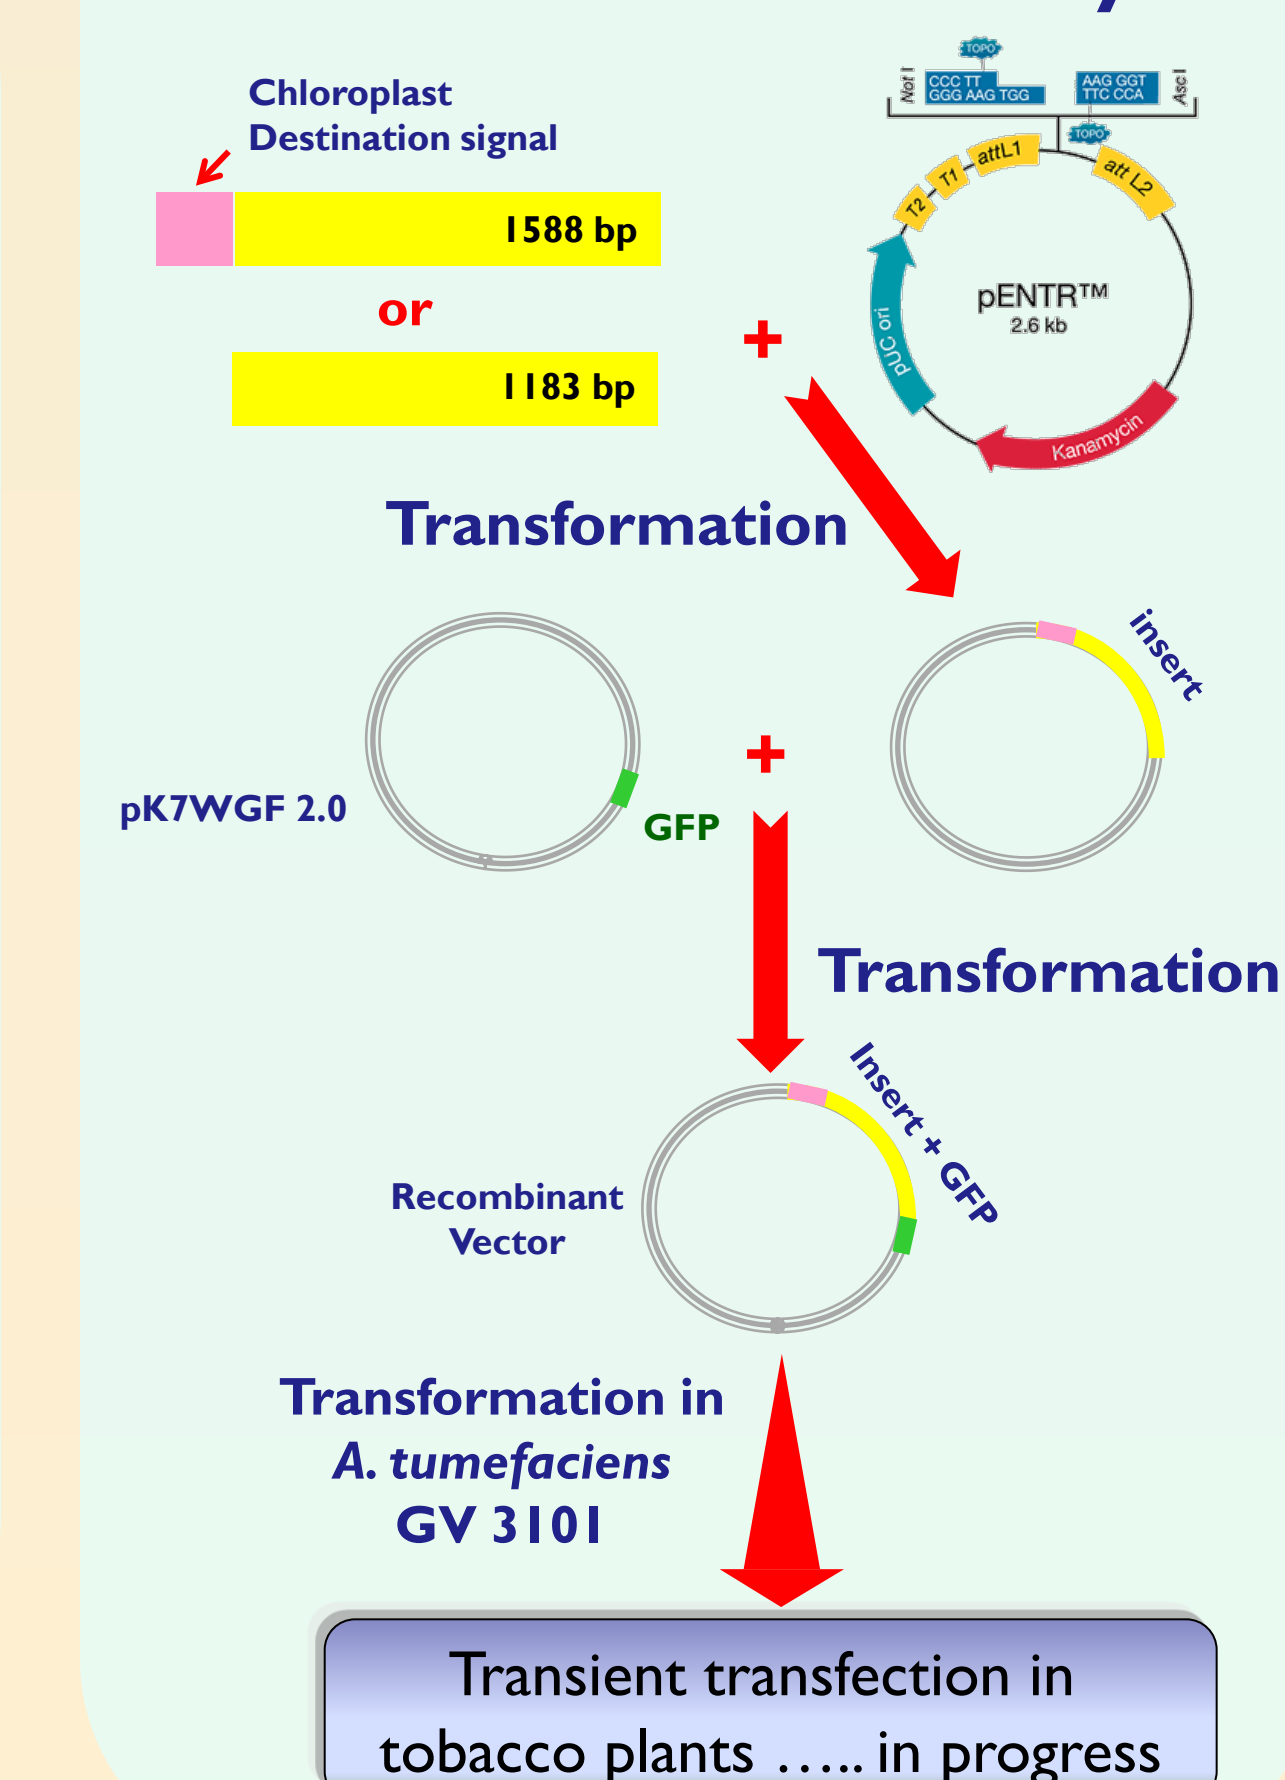 Chloroplast
Destination signal
1588 bp
or
1183 bp
+
TOPO
Not I
CCC TT
GGG AAG TGG
AAG GGT
TTC CCA
Asc I
TOPO
T2
T1
attL1
att L2
pUC ori
pENTR™
2.6 kb
Kanamycin
Transformation
insert
+
pK7WGF 2.0
GFP
Transformation
Insert + GFP
Recombinant
Vector
Transformation in
A. tumefaciens
GV 3101
Transient transfection in
tobacco plants ..... in progress